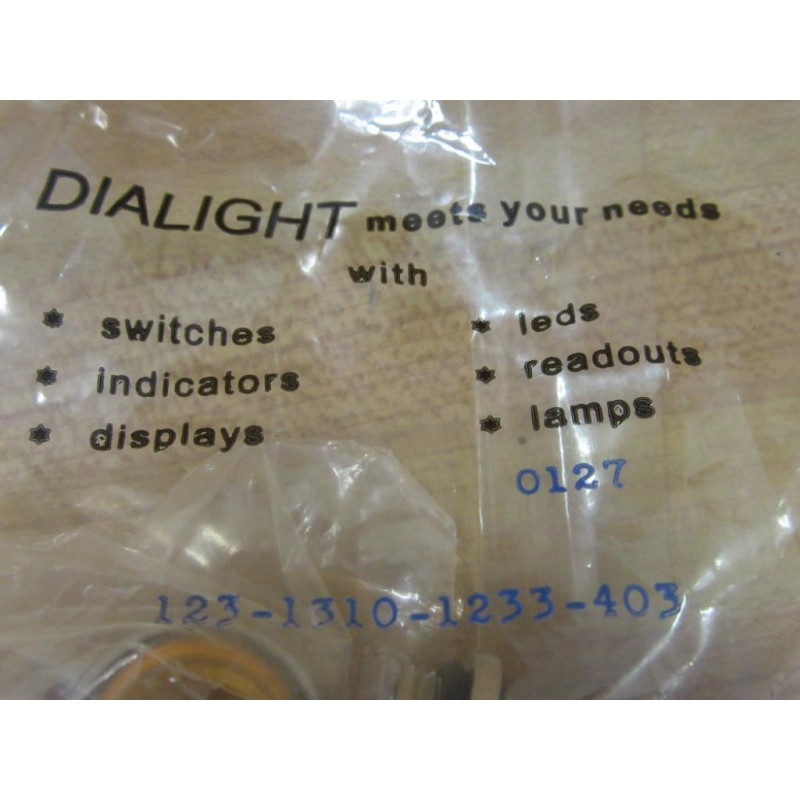 DIALIGHT meets your needs
with
* switches
* indicators
* displays
* leds
* readouts
* lamps
0127
123-1310-1233-403